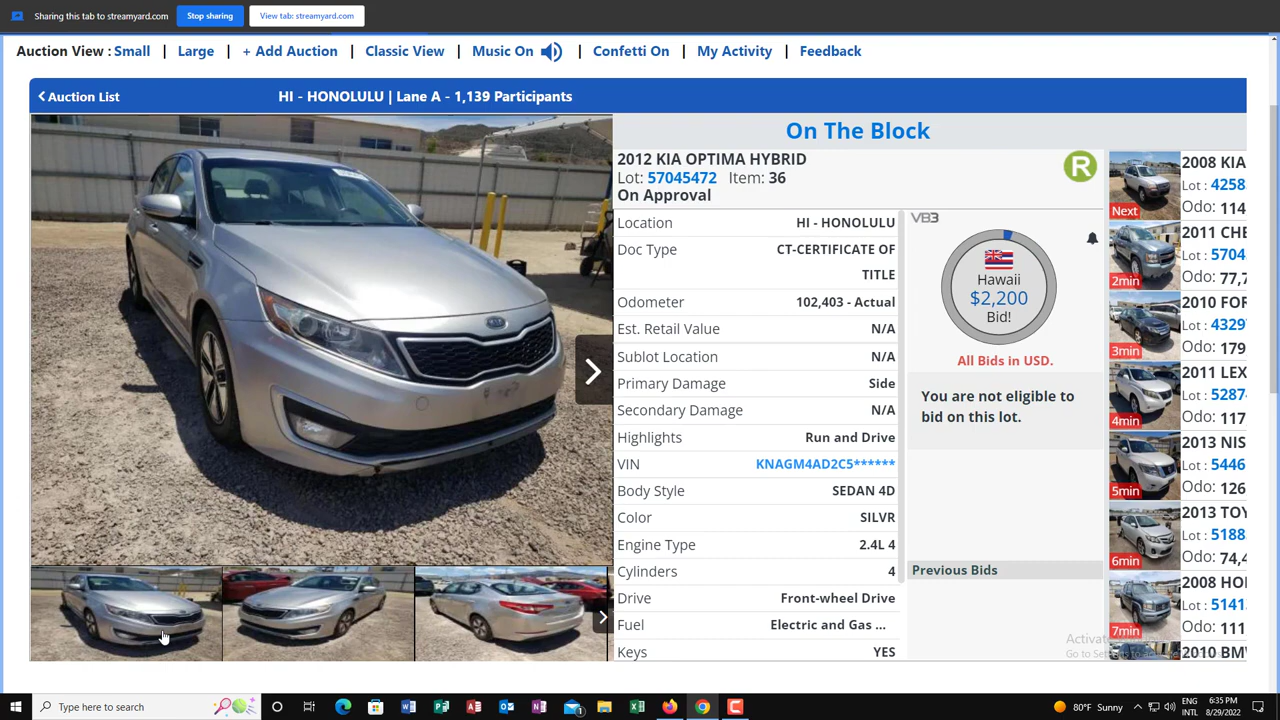 Sharing this tab to streamyard.com Stop sharing View tab: streamyard.com
Auction View : Small | Large | + Add Auction | Classic View | Music On | Confetti On | My Activity | Feedback
Auction List HI - HONOLULU | Lane A - 1,139 Participants
On The Block
2012 KIA OPTIMA HYBRID
Lot: 57045472 Item: 36
On Approval
R
Location HI - HONOLULU
Doc Type CT-CERTIFICATE OF
TITLE
Odometer 102,403 - Actual
Est. Retail Value N/A
Sublot Location N/A
Primary Damage Side
Secondary Damage N/A
Highlights Run and Drive
VIN KNAGM4AD2C5******
Body Style SEDAN 4D
Color SILVR
Engine Type 2.4L 4
Cylinders 4
Drive Front-wheel Drive
Fuel Electric and Gas ...
Keys YES
VB3
Hawaii
$2,200
Bid!
All Bids in USD.
You are not eligible to
bid on this lot.
Previous Bids
2008 KIA
Lot : 4258
Odo: 114
Next
2011 CHE
Lot : 5704
Odo: 77,7
2min
2010 FOR
Lot : 4329
Odo: 179
3min
2011 LEX
Lot : 5287
Odo: 117
4min
2013 NIS
Lot : 5446
Odo: 126
5min
2013 TOY
Lot : 5188
Odo: 74,4
6min
2008 HO
Lot : 5141
Odo: 111
7min
2010 BMW
Type here to search
80°F Sunny
ENG
INTL
6:35 PM
8/29/2022